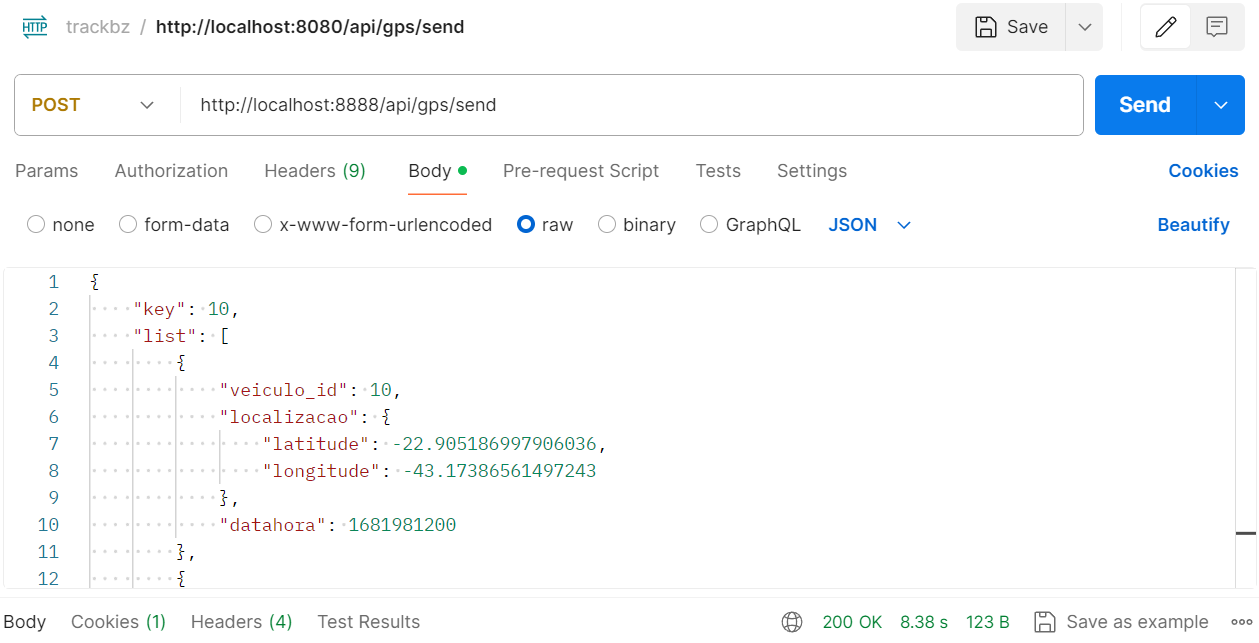 HTTP trackbz / http://localhost:8080/api/gps/send Save
POST http://localhost:8888/api/gps/send Send
Params Authorization Headers (9) Body Pre-request Script Tests Settings Cookies
none form-data x-www-form-urlencoded raw binary GraphQL JSON Beautify
1 {
2 "key": 10,
3 "list": [
4 {
5 "veiculo_id": 10,
6 "localizacao": {
7 "latitude": -22.905186997906036,
8 "longitude": -43.17386561497243
9 },
10 "datahora": 1681981200
11 },
12 {
Body Cookies (1) Headers (4) Test Results 200 OK 8.38 s 123 B Save as example